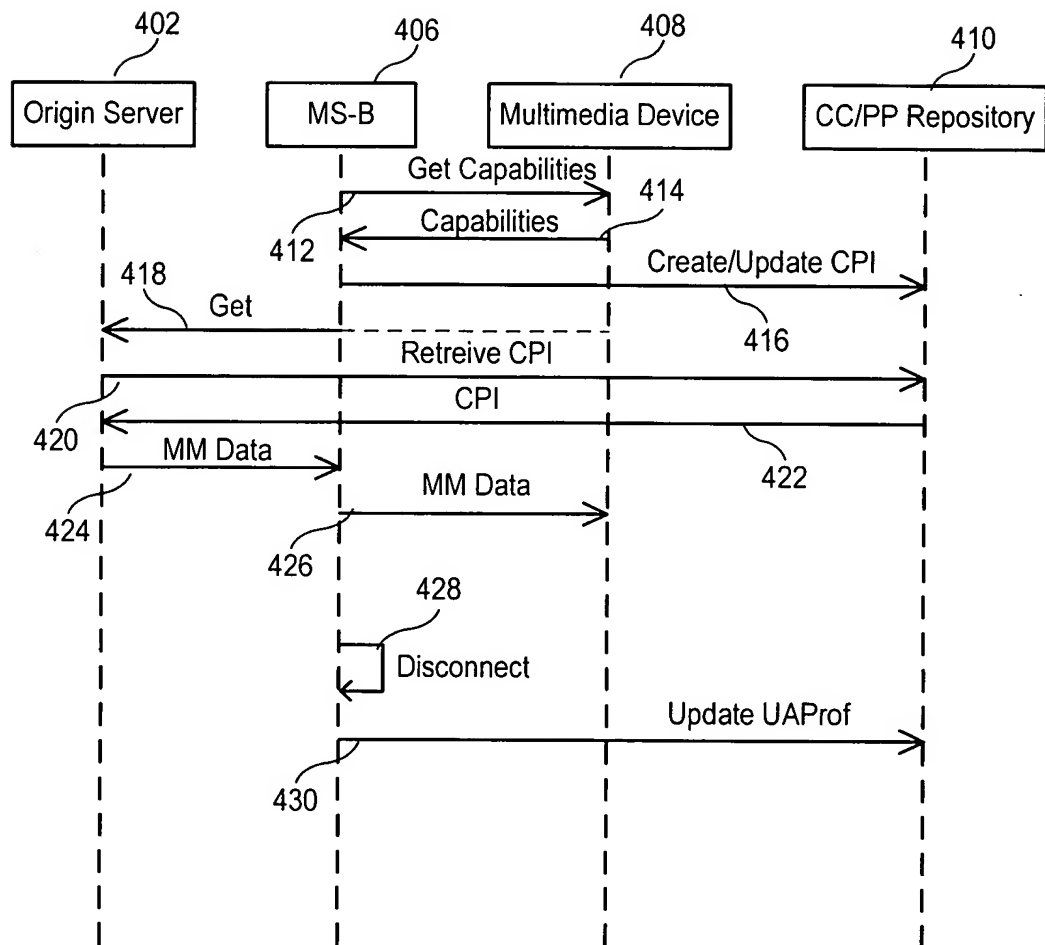 402
406
408
410
Origin Server
MS-B
Multimedia Device
CC/PP Repository
Get Capabilities
412
Capabilities
414
Create/Update CPI
416
418
Get
Retreive CPI
420
CPI
422
MM Data
424
MM Data
426
428
Disconnect
Update UAProf
430